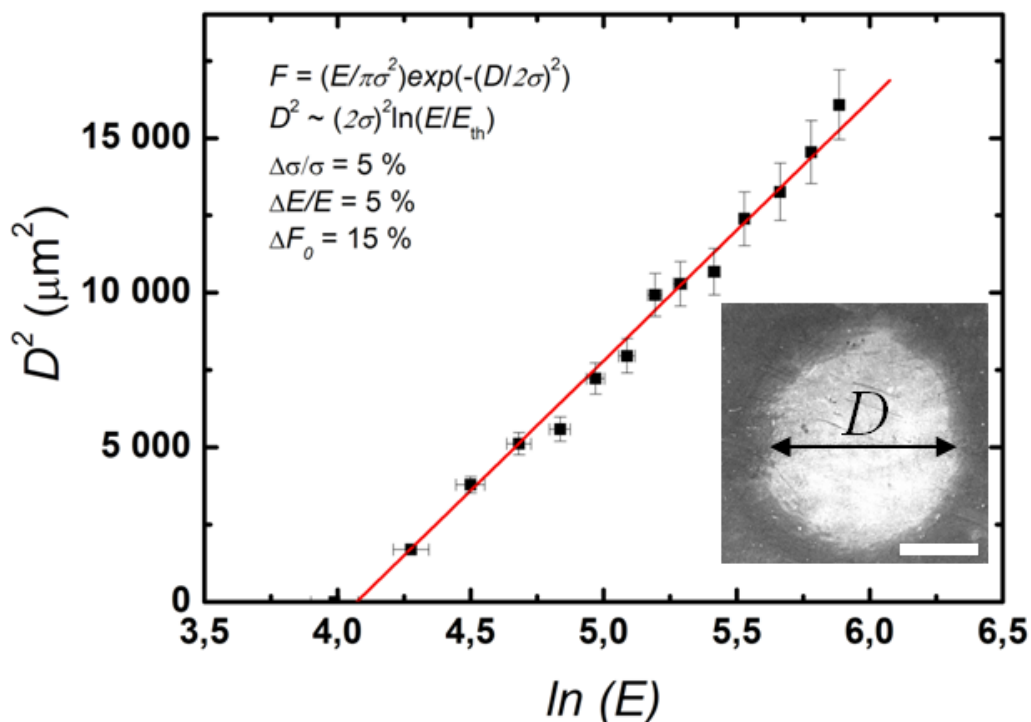 F = (E/πσ²)exp(-(D/2σ)²)
D² ~ (2σ)²ln(E/Eth)
Δσ/σ = 5 %
ΔE/E = 5 %
ΔF₀ = 15 %
D² (μm²)
15 000
10 000
5 000
0
D
3,5 4,0 4,5 5,0 5,5 6,0 6,5
ln (E)